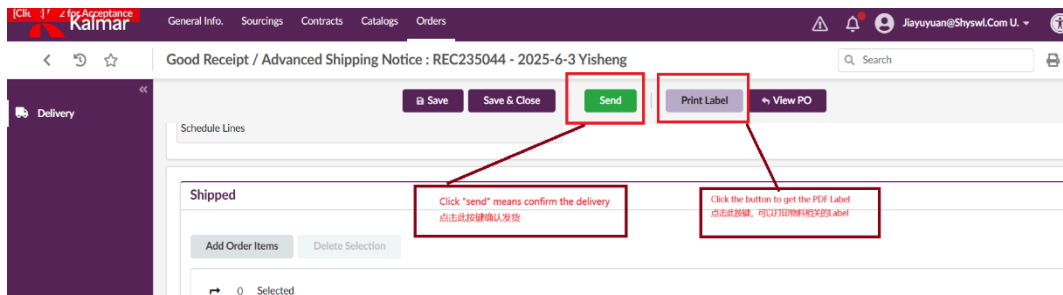 for Acceptance
Kalmar
General Info.
Sourcings
Contracts
Catalogs
Orders
Jiayuyuan@Shyswl.Com U.
Good Receipt / Advanced Shipping Notice : REC235044 - 2025-6-3 Yisheng
Search
Delivery
Save
Save & Close
Send
Print Label
View PO
Schedule Lines
Shipped
Click "send" means confirm the delivery
点击此按键确认发货
Click the button to get the PDF Label
点击此按键，可以打印物料相关的Label
Add Order Items
Delete Selection
0 Selected